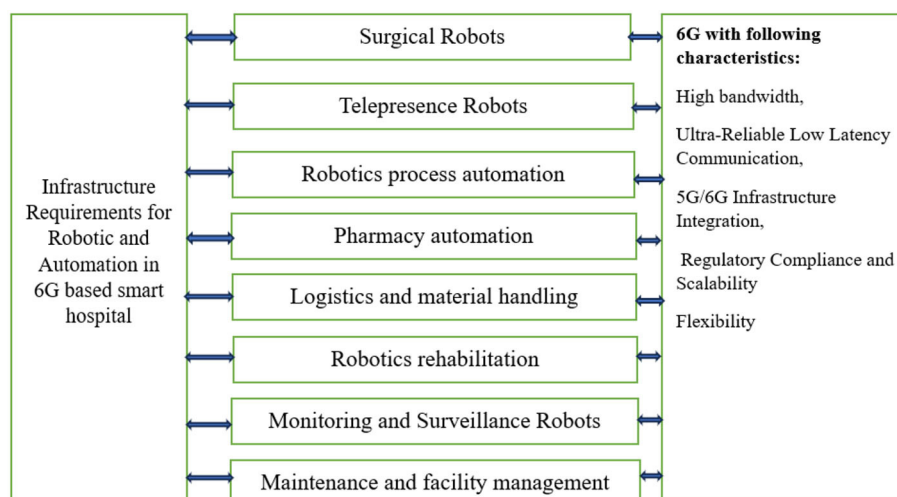 Infrastructure
Requirements for
Robotic and
Automation in
6G based smart
hospital
Surgical Robots
Telepresence Robots
Robotics process automation
Pharmacy automation
Logistics and material handling
Robotics rehabilitation
Monitoring and Surveillance Robots
Maintenance and facility management
6G with following
characteristics:
High bandwidth,
Ultra-Reliable Low Latency
Communication,
5G/6G Infrastructure
Integration,
Regulatory Compliance and
Scalability
Flexibility